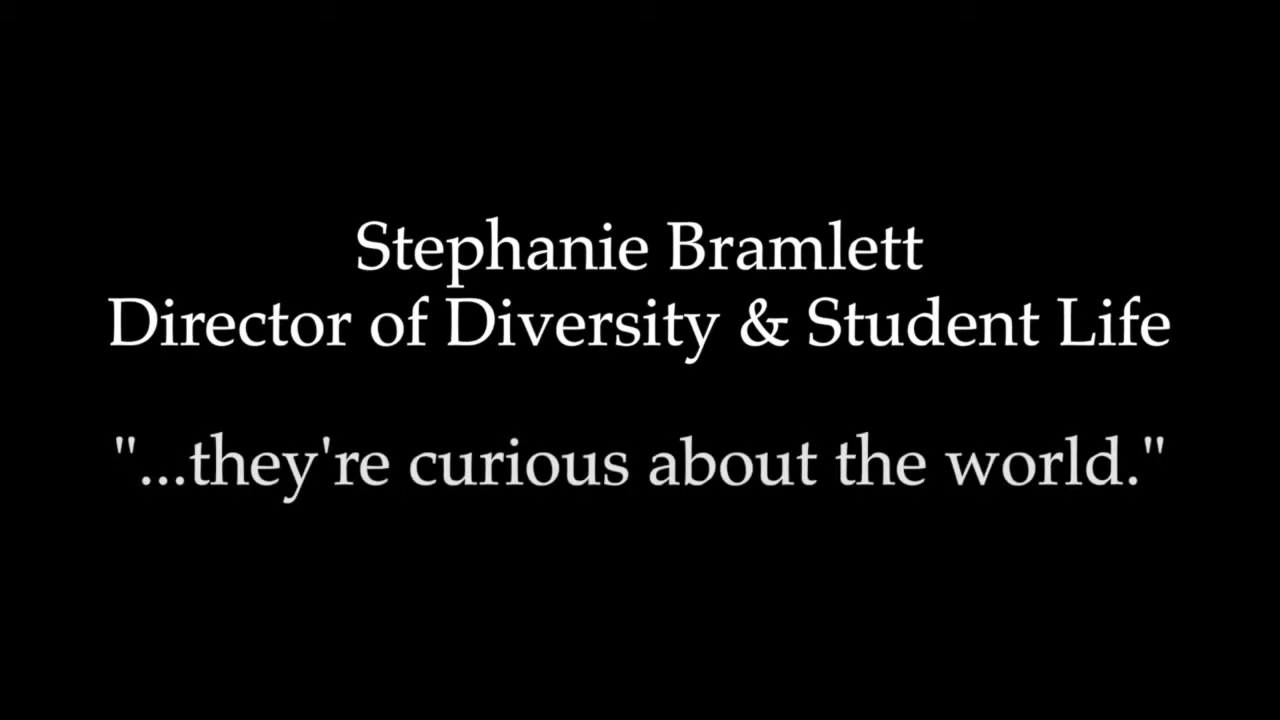 Stephanie Bramlett
Director of Diversity & Student Life
"...they're curious about the world."